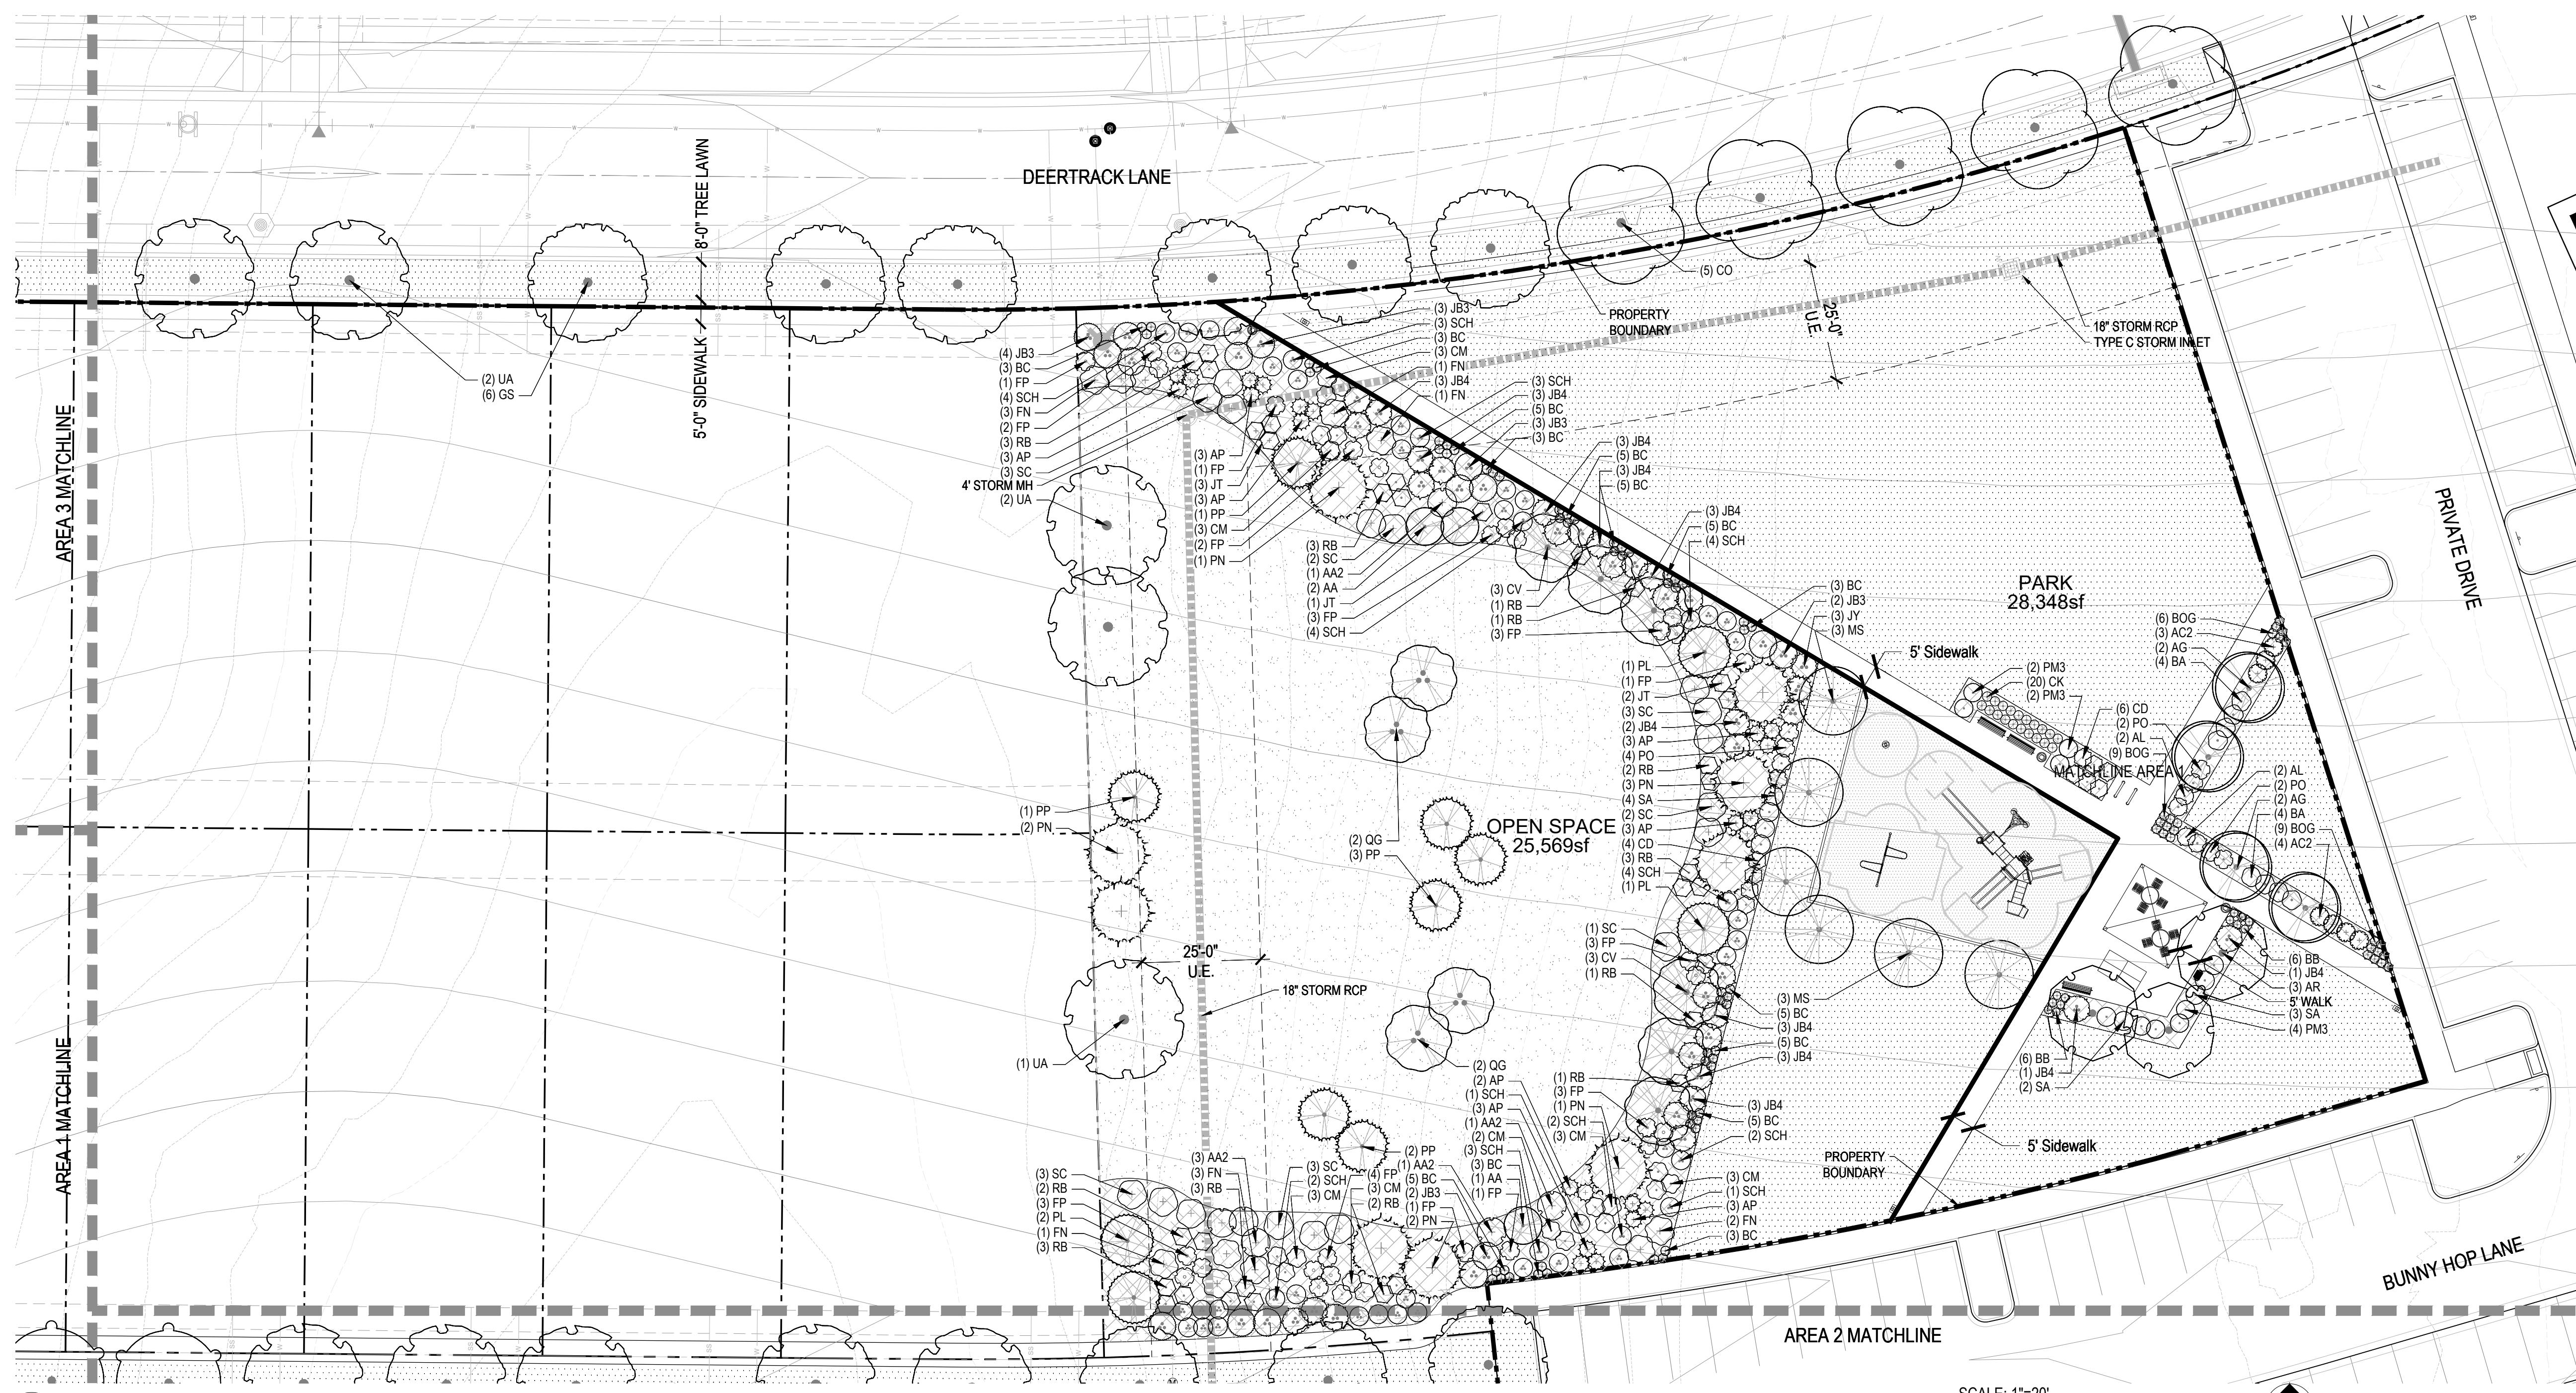 DEERTRACK LANE
8'-0" TREE LAWN
5'-0" SIDEWALK
(2) UA
(6) GS
AREA 3 MATCHLINE
AREA 1 MATCHLINE
(5) CO
PROPERTY
BOUNDARY
25'-0"
U.E.
18" STORM RCP
TYPE C STORM INLET
PRIVATE DRIVE
(4) JB3
(3) BC
(1) FP
(4) SCH
(3) FN
(2) FP
(3) RB
(3) AP
(3) SC
4' STORM MH
(2) UA
(3) JB3
(3) SCH
(3) BC
(3) CM
(1) FN
(3) JB4
(1) FN
(3) SCH
(3) JB4
(5) BC
(3) JB3
(3) BC
(3) JB4
(5) BC
(3) JB4
(5) BC
(3) JB4
(5) BC
(4) SCH
(3) AP
(1) FP
(3) JT
(3) AP
(1) PP
(3) CM
(2) FP
(1) PN
(3) RB
(2) SC
(1) AA2
(2) AA
(1) JT
(3) FP
(4) SCH
(3) CV
(1) RB
(1) RB
(3) FP
(3) BC
(2) JB3
(3) JY
(3) MS
5' Sidewalk
PARK
28,348sf
(1) PL
(1) FP
(2) JT
(3) SC
(2) JB4
(3) AP
(4) PO
(2) RB
(3) PN
(4) SA
(2) SC
(3) AP
(4) CD
(3) RB
(4) SCH
(1) PL
(2) PM3
(20) CK
(2) PM3
(6) CD
(2) PO
(2) AL
(9) BOG
MATCHLINE AREA 1
(6) BOG
(3) AC2
(2) AG
(4) BA
(2) AL
(2) PO
(2) AG
(4) BA
(9) BOG
(4) AC2
(1) PP
(2) PN
(2) QG
(3) PP
OPEN SPACE
25,569sf
25'-0"
U.E.
18" STORM RCP
(1) UA
(1) SC
(3) FP
(3) CV
(1) RB
(3) MS
(5) BC
(3) JB4
(5) BC
(3) JB4
(6) BB
(1) JB4
(3) AR
5' WALK
(3) SA
(4) PM3
(6) BB
(1) JB4
(2) SA
(2) QG
(2) AP
(1) SCH
(3) AP
(1) AA2
(2) CM
(3) SCH
(3) BC
(1) AA
(1) FP
(1) RB
(3) FP
(1) PN
(2) SCH
(3) CM
(3) JB4
(5) BC
(2) SCH
(3) CM
(1) SCH
(3) AP
(2) FN
(3) BC
5' Sidewalk
PROPERTY
BOUNDARY
(3) SC
(2) RB
(3) FP
(2) PL
(1) FN
(3) RB
(3) AA2
(3) FN
(3) RB
(3) SC
(2) SCH
(3) CM
(4) FP
(3) CM
(2) RB
(2) PP
(1) AA2
(5) BC
(2) JB3
(1) FP
(2) PN
BUNNY HOP LANE
AREA 2 MATCHLINE
SCALE: 1"=20'